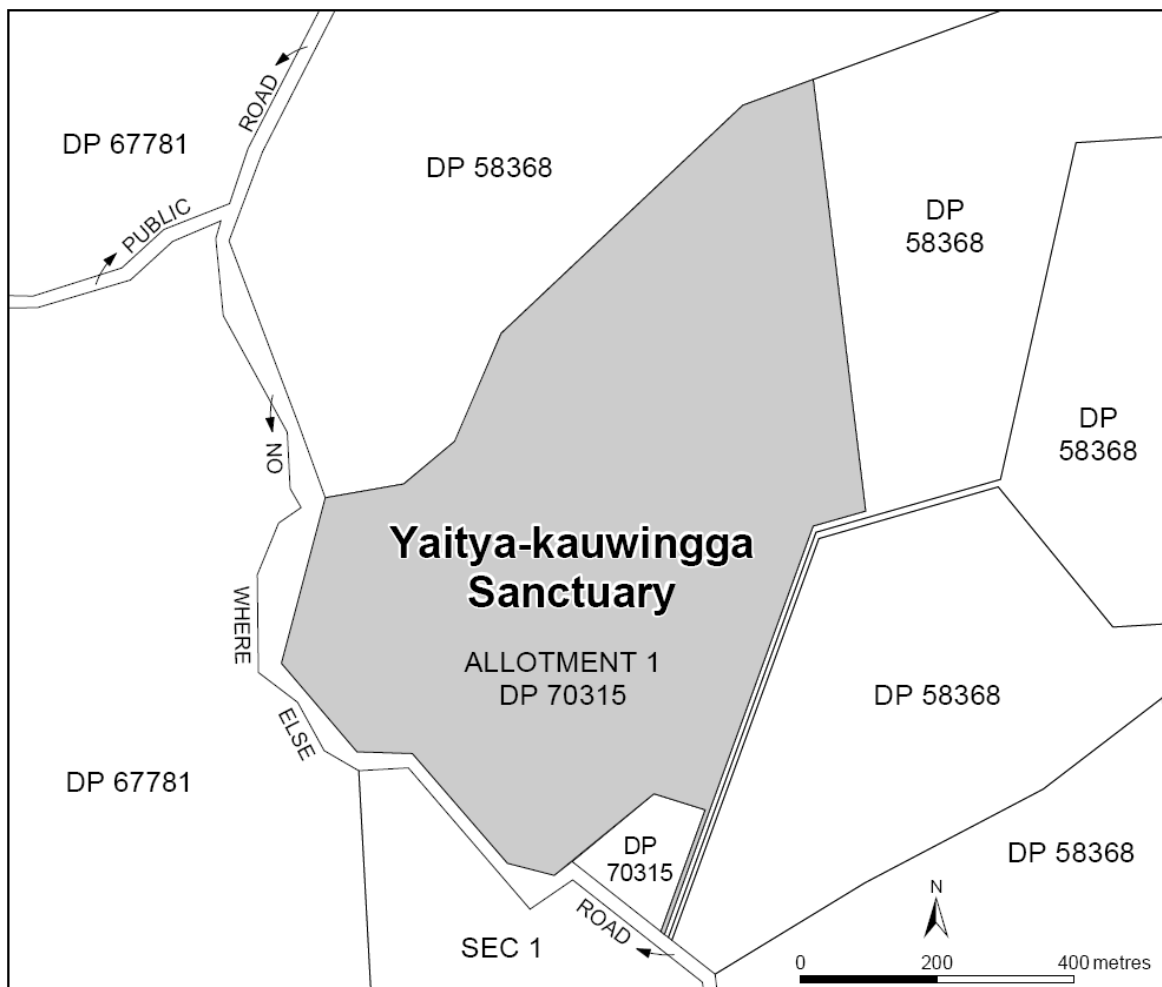 ROAD
DP 67781
DP 58368
PUBLIC
DP
58368
DP
58368
NO
Yaitya-kauwingga
Sanctuary
WHERE
ALLOTMENT 1
DP 70315
DP 58368
ELSE
DP 67781
DP
70315
DP 58368
ROAD
SEC 1
N
0 200 400 metres